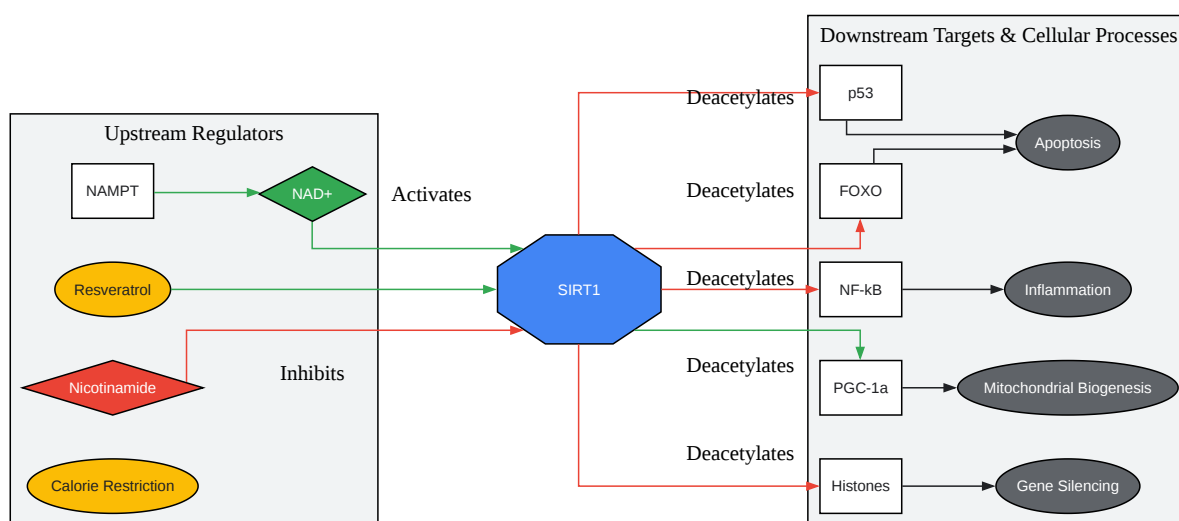 Upstream Regulators
NAMPT
NAD+
Resveratrol
Nicotinamide
Calorie Restriction
Activates
Inhibits
SIRT1
Deacetylates
Deacetylates
Deacetylates
Deacetylates
Deacetylates
Downstream Targets & Cellular Processes
p53
Apoptosis
FOXO
NF-kB
Inflammation
PGC-1a
Mitochondrial Biogenesis
Histones
Gene Silencing